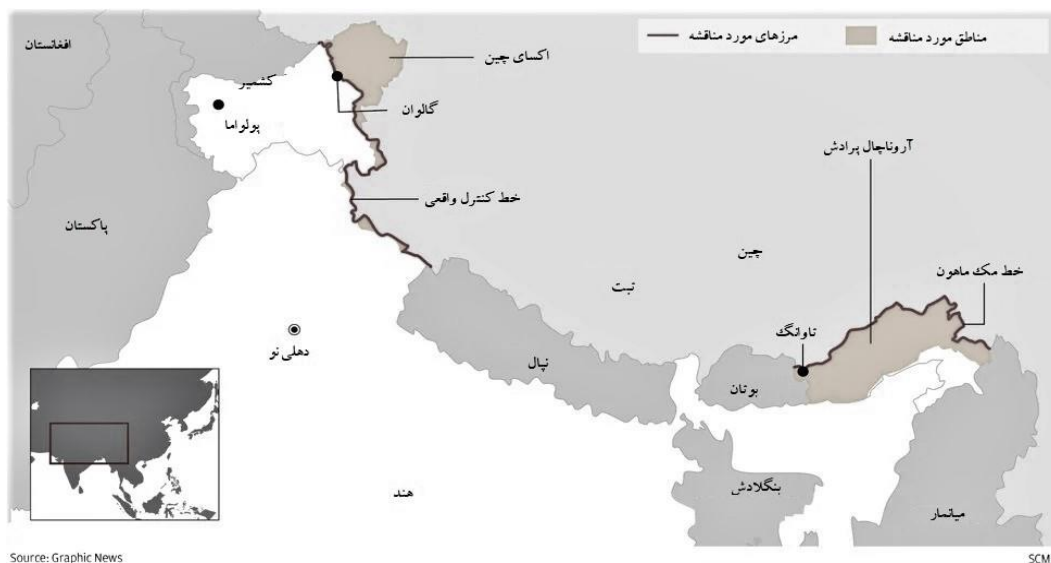 مناطق مورد مناقشه
مرزهای مورد مناقشه
افغانستان
اکسای چین
کشمیر
گالوان
پولواما
آروناچال پرادش
خط کنترل واقعی
پاکستان
چین
خط مک ماهون
تبت
تاوانگ
دهلی نو
نپال
بوتان
بنگلادش
هند
میانمار
Source: Graphic News
SCM